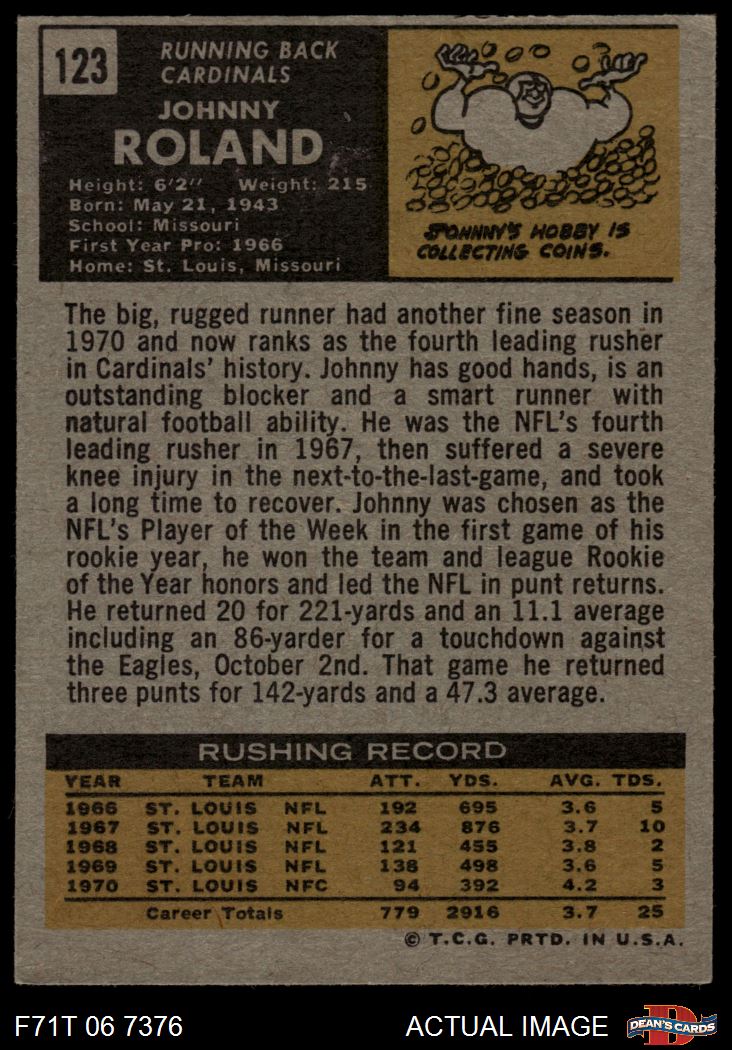 123
RUNNING BACK
CARDINALS
JOHNNY
ROLAND
Height: 6'2" Weight: 215
Born: May 21, 1943
School: Missouri
First Year Pro: 1966
Home: St. Louis, Missouri
JOHNNY'S HOBBY IS
COLLECTING COINS.
The big, rugged runner had another fine season in
1970 and now ranks as the fourth leading rusher
in Cardinals' history. Johnny has good hands, is an
outstanding blocker and a smart runner with
natural football ability. He was the NFL's fourth
leading rusher in 1967, then suffered a severe
knee injury in the next-to-the-last-game, and took
a long time to recover. Johnny was chosen as the
NFL's Player of the Week in the first game of his
rookie year, he won the team and league Rookie
of the Year honors and led the NFL in punt returns.
He returned 20 for 221-yards and an 11.1 average
including an 86-yarder for a touchdown against
the Eagles, October 2nd. That game he returned
three punts for 142-yards and a 47.3 average.
RUSHING RECORD
YEAR TEAM ATT. YDS. AVG. TDS.
1966 ST. LOUIS NFL 192 695 3.6 5
1967 ST. LOUIS NFL 234 876 3.7 10
1968 ST. LOUIS NFL 121 455 3.8 2
1969 ST. LOUIS NFL 138 498 3.6 5
1970 ST. LOUIS NFC 94 392 4.2 3
Career Totals 779 2916 3.7 25
© T.C.G. PRTD. IN U.S.A.
F71T 06 7376 ACTUAL IMAGE D DEAN'S CARDS